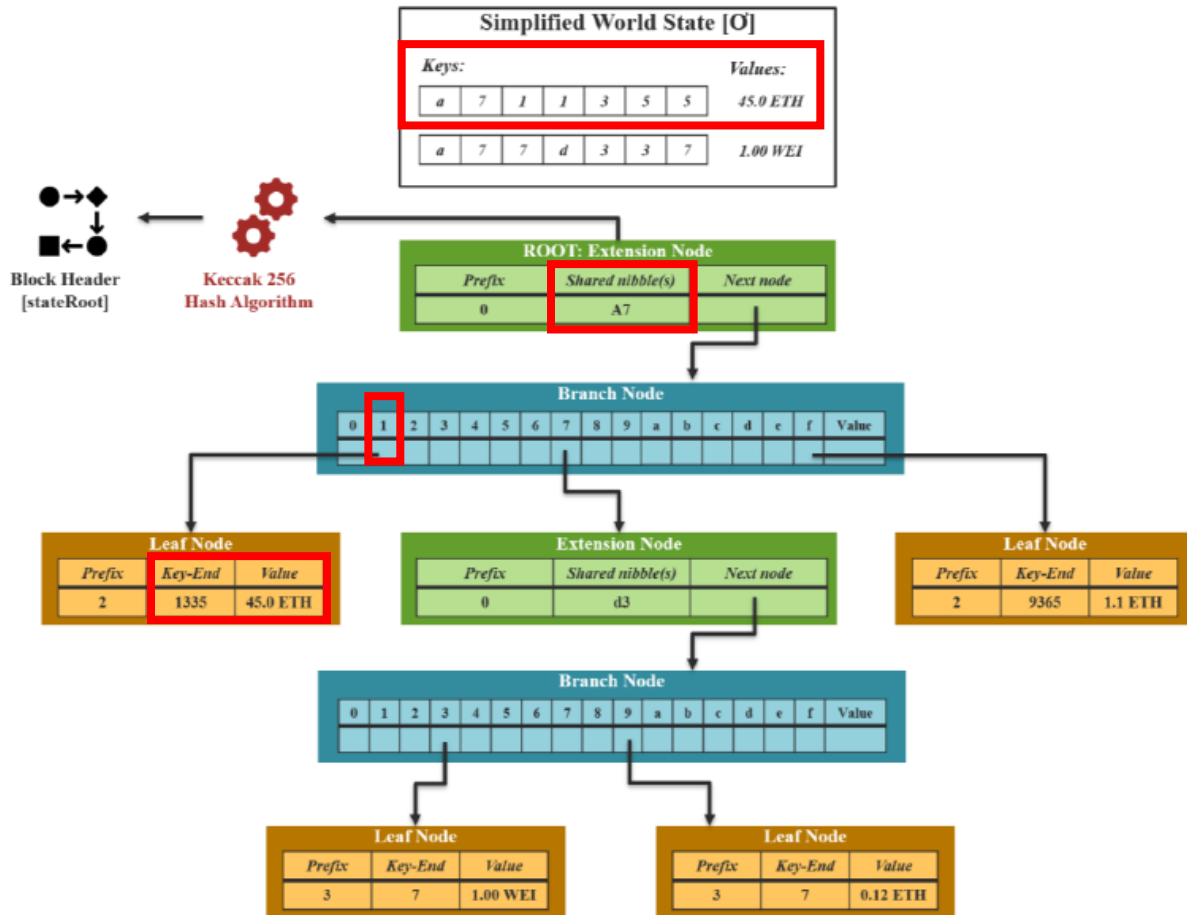 Simplified World State [Ơ]
Keys: Values:
a 7 1 1 3 5 5 45.0 ETH
a 7 7 d 3 3 7 1.00 WEI
Block Header
[stateRoot]
Keccak 256
Hash Algorithm
ROOT: Extension Node
Prefix Shared nibble(s) Next node
0 A7
Branch Node
0 1 2 3 4 5 6 7 8 9 a b c d e f Value
Leaf Node
Prefix Key-End Value
2 1335 45.0 ETH
Extension Node
Prefix Shared nibble(s) Next node
0 d3
Leaf Node
Prefix Key-End Value
2 9365 1.1 ETH
Branch Node
0 1 2 3 4 5 6 7 8 9 a b c d e f Value
Leaf Node
Prefix Key-End Value
3 7 1.00 WEI
Leaf Node
Prefix Key-End Value
3 7 0.12 ETH